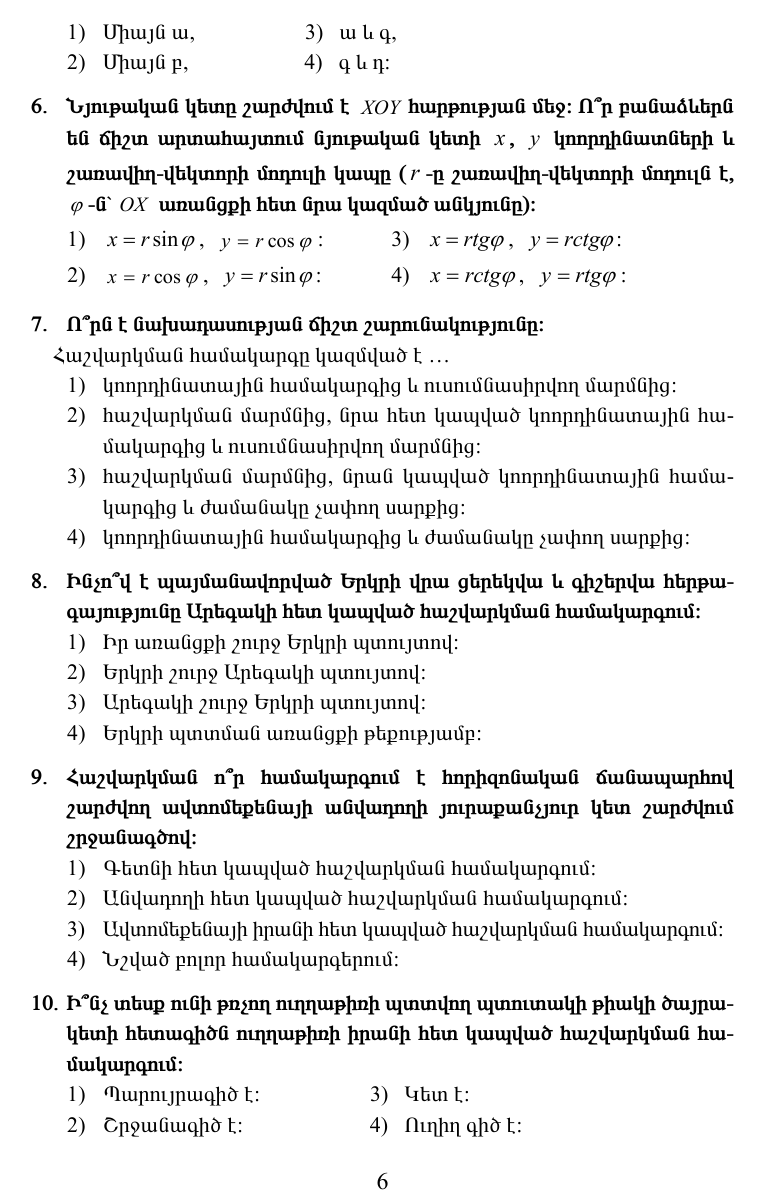 1) Միայն ա, 3) ա և գ,
2) Միայն բ, 4) գ և դ:
6. Նյութական կետը շարժվում է XOY հարթության մեջ: Ո՞ր բանաձևերն
են ճիշտ արտահայտում նյութական կետի x, y կոորդինատների և
շառավիղ-վեկտորի մոդուլի կապը (r -ը շառավիղ-վեկտորի մոդուլն է,
φ -ն՝ OX առանցքի հետ նրա կազմած անկյունը):
1) x = r sin φ, y = r cos φ: 3) x = rtgφ, y = rctgφ:
2) x = r cos φ, y = r sin φ: 4) x = rctgφ, y = rtgφ:
7. Ո՞րն է նախադասության ճիշտ շարունակությունը:
Հաշվարկման համակարգը կազմված է …
1) կոորդինատային համակարգից և ուսումնասիրվող մարմնից:
2) հաշվարկման մարմնից, նրա հետ կապված կոորդինատային հա-
մակարգից և ուսումնասիրվող մարմնից:
3) հաշվարկման մարմնից, նրան կապված կոորդինատային համա-
կարգից և ժամանակը չափող սարքից:
4) կոորդինատային համակարգից և ժամանակը չափող սարքից:
8. Ինչո՞վ է պայմանավորված Երկրի վրա ցերեկվա և գիշերվա հերթա-
գայությունը Արեգակի հետ կապված հաշվարկման համակարգում:
1) Իր առանցքի շուրջ Երկրի պտույտով:
2) Երկրի շուրջ Արեգակի պտույտով:
3) Արեգակի շուրջ Երկրի պտույտով:
4) Երկրի պտտման առանցքի թեքությամբ:
9. Հաշվարկման ո՞ր համակարգում է հորիզոնական ճանապարհով
շարժվող ավտոմեքենայի անվադողի յուրաքանչյուր կետ շարժվում
շրջանագծով:
1) Գետնի հետ կապված հաշվարկման համակարգում:
2) Անվադողի հետ կապված հաշվարկման համակարգում:
3) Ավտոմեքենայի իրանի հետ կապված հաշվարկման համակարգում:
4) Նշված բոլոր համակարգերում:
10. Ի՞նչ տեսք ունի թռչող ուղղաթիռի պտտվող պտուտակի թիակի ծայրա-
կետի հետագիծն ուղղաթիռի իրանի հետ կապված հաշվարկման հա-
մակարգում:
1) Պարույրագիծ է: 3) Կետ է:
2) Շրջանագիծ է: 4) Ուղիղ գիծ է:
6